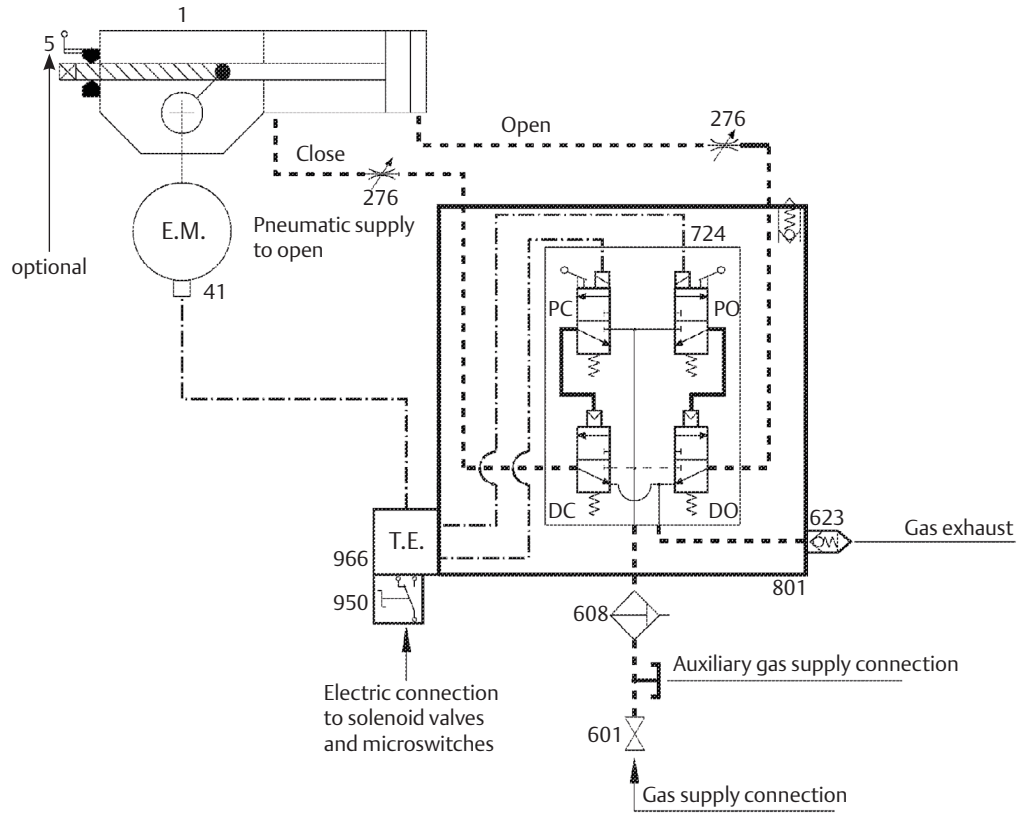 1
5
Open
276
Close
276
724
E.M.
Pneumatic supply
to open
optional
41
PC
PO
DC
DO
623
Gas exhaust
T.E.
966
950
801
608
Auxiliary gas supply connection
Electric connection
to solenoid valves
and microswitches
601
Gas supply connection